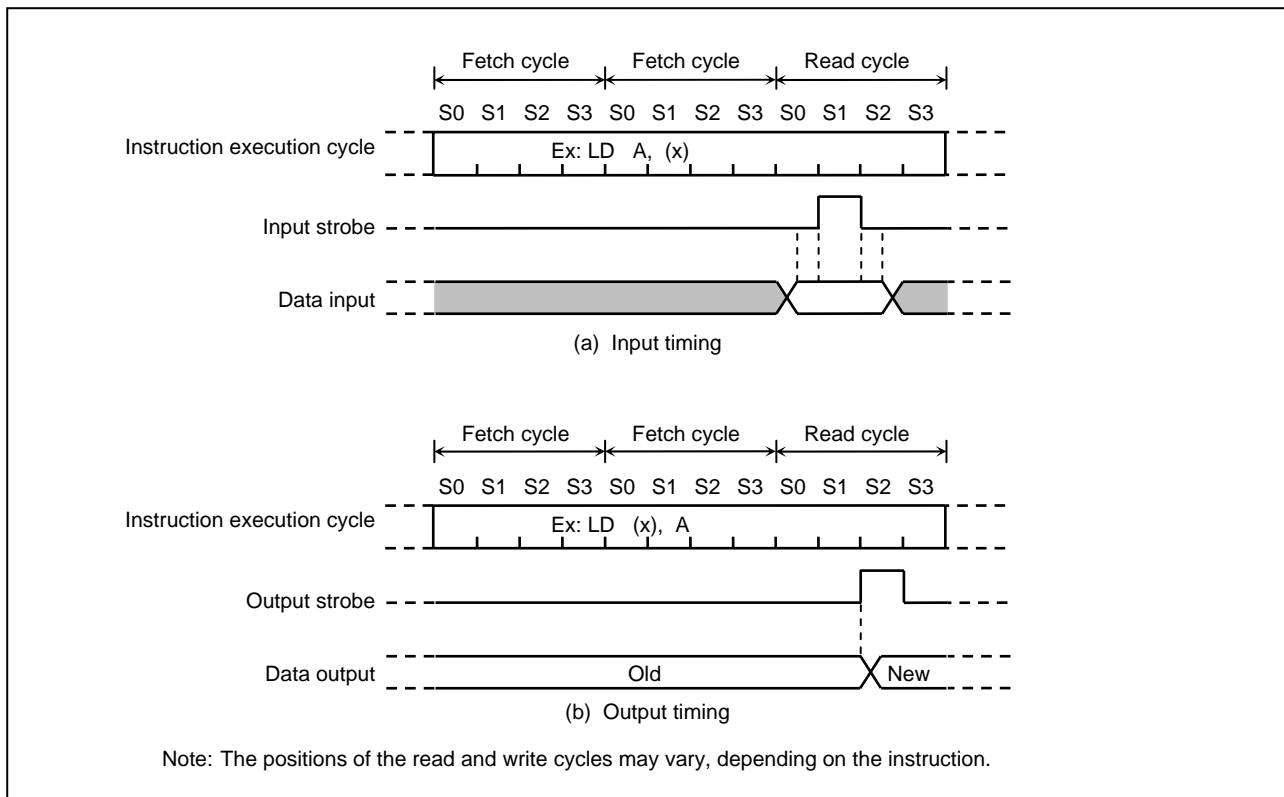 Fetch cycle Fetch cycle Read cycle
S0 S1 S2 S3 S0 S1 S2 S3 S0 S1 S2 S3
Instruction execution cycle Ex: LD A, (x)
Input strobe
Data input
(a) Input timing
Fetch cycle Fetch cycle Read cycle
S0 S1 S2 S3 S0 S1 S2 S3 S0 S1 S2 S3
Instruction execution cycle Ex: LD (x), A
Output strobe
Data output Old New
(b) Output timing
Note: The positions of the read and write cycles may vary, depending on the instruction.